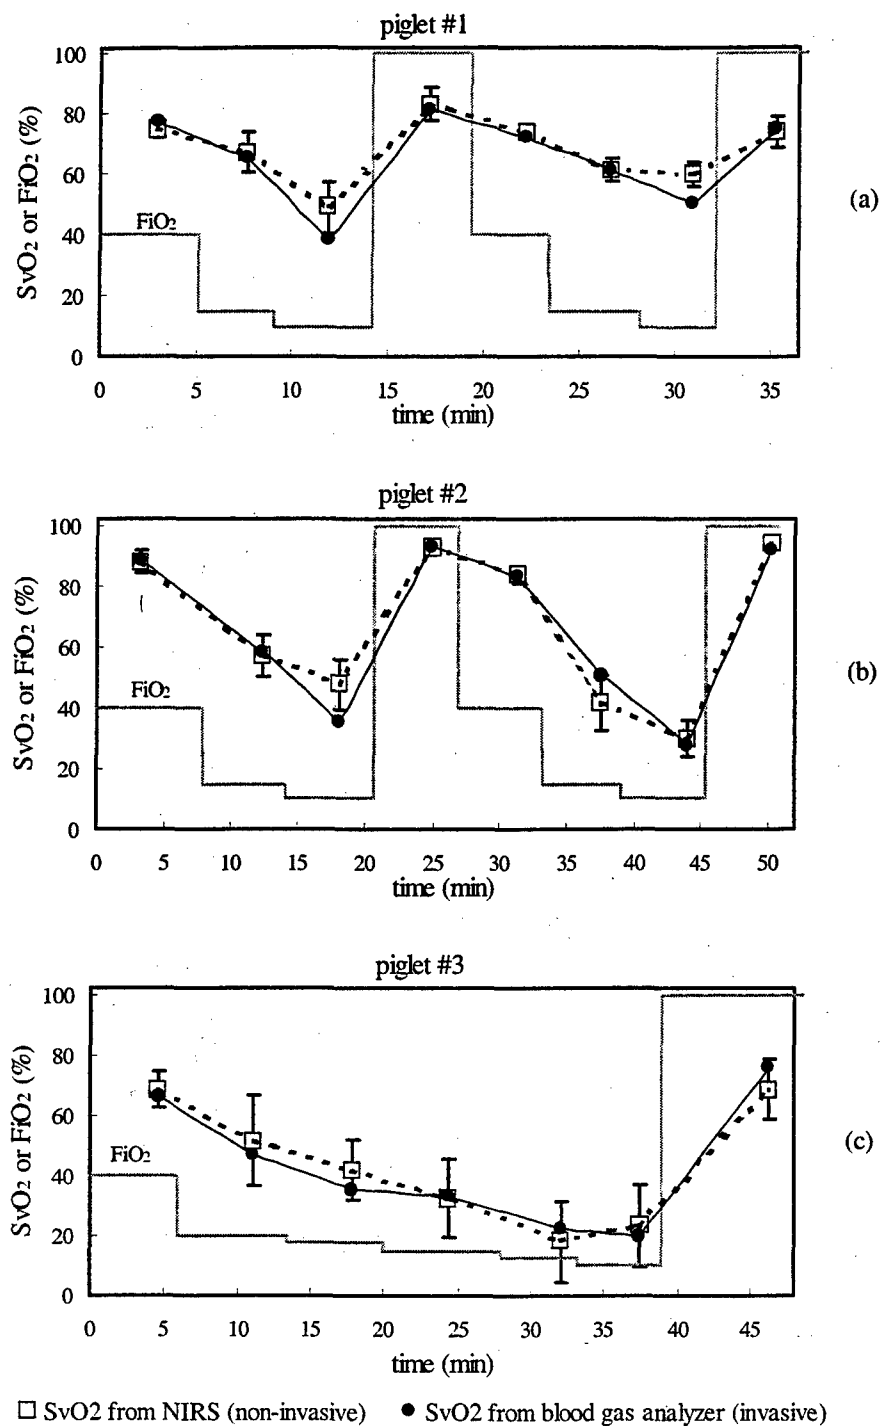 piglet #1
100
80
60
40
20
0
SvO2 or FiO2 (%)
FiO2
0 5 10 15 20 25 30 35
time (min)
(a)
piglet #2
100
80
60
40
20
0
SvO2 or FiO2 (%)
FiO2
0 5 10 15 20 25 30 35 40 45 50
time (min)
(b)
piglet #3
100
80
60
40
20
0
SvO2 or FiO2 (%)
FiO2
0 5 10 15 20 25 30 35 40 45
time (min)
(c)
SvO2 from NIRS (non-invasive) SvO2 from blood gas analyzer (invasive)